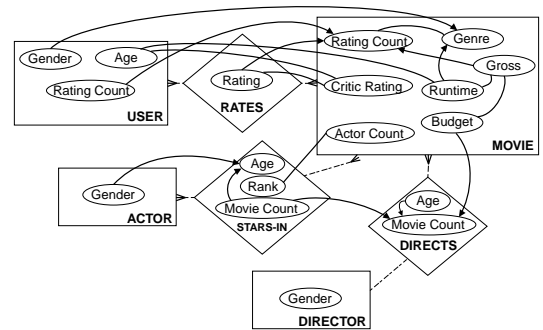 Rating Count
Genre
Gender
Age
Gross
Rating
Rating Count
Critic Rating
Runtime
USER
RATES
Budget
Actor Count
MOVIE
Age
Gender
Rank
Age
Movie Count
ACTOR
STARS-IN
Movie Count
DIRECTS
Gender
DIRECTOR